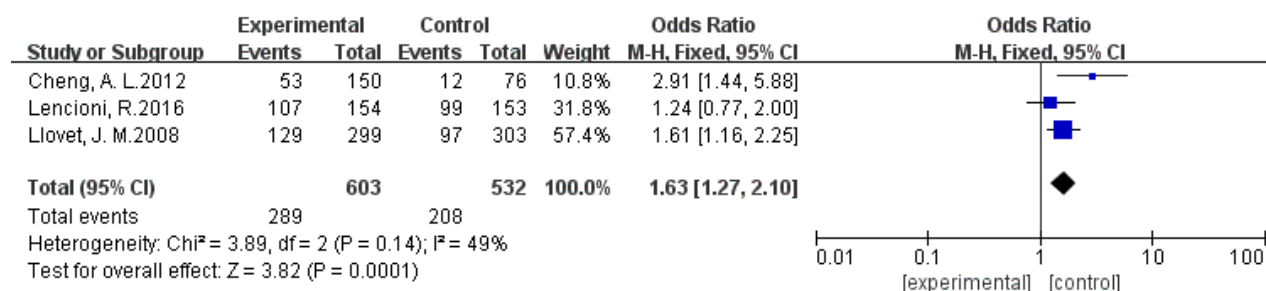 Experimental Control Odds Ratio Odds Ratio
Study or Subgroup Events Total Events Total Weight M-H, Fixed, 95% CI M-H, Fixed, 95% CI
Cheng, A. L.2012 53 150 12 76 10.8% 2.91 [1.44, 5.88]
Lencioni, R.2016 107 154 99 153 31.8% 1.24 [0.77, 2.00]
Llovet, J. M.2008 129 299 97 303 57.4% 1.61 [1.16, 2.25]
Total (95% CI) 603 532 100.0% 1.63 [1.27, 2.10]
Total events 289 208
Heterogeneity: Chi² = 3.89, df = 2 (P = 0.14); I² = 49%
Test for overall effect: Z = 3.82 (P = 0.0001)
0.01 0.1 1 10 100
[experimental] [control]